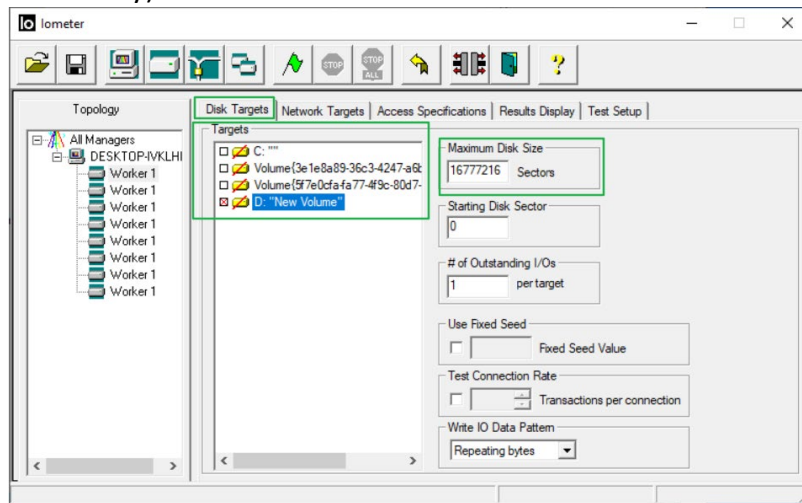 Iometer
STOP
STOP ALL
Topology
All Managers
DESKTOP-IVKLHI
Worker 1
Worker 1
Worker 1
Worker 1
Worker 1
Worker 1
Worker 1
Worker 1
Disk Targets
Network Targets
Access Specifications
Results Display
Test Setup
Targets
C: ""
Volume{3e1e8a89-36c3-4247-a6b
Volume{5f7e0cfa-fa77-4f9c-80d7-
D: "New Volume"
Maximum Disk Size
16777216 Sectors
Starting Disk Sector
0
# of Outstanding I/Os
1 per target
Use Fixed Seed
Fixed Seed Value
Test Connection Rate
Transactions per connection
Write IO Data Pattern
Repeating bytes